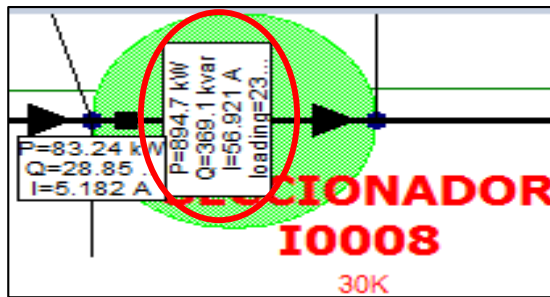 P=894.7 kW
Q=369.1 kvar
I=56.921 A
loading=23...
P=83.24 kW
Q=28.85 .
I=5.182 A
CCIONADOR
I0008
30K